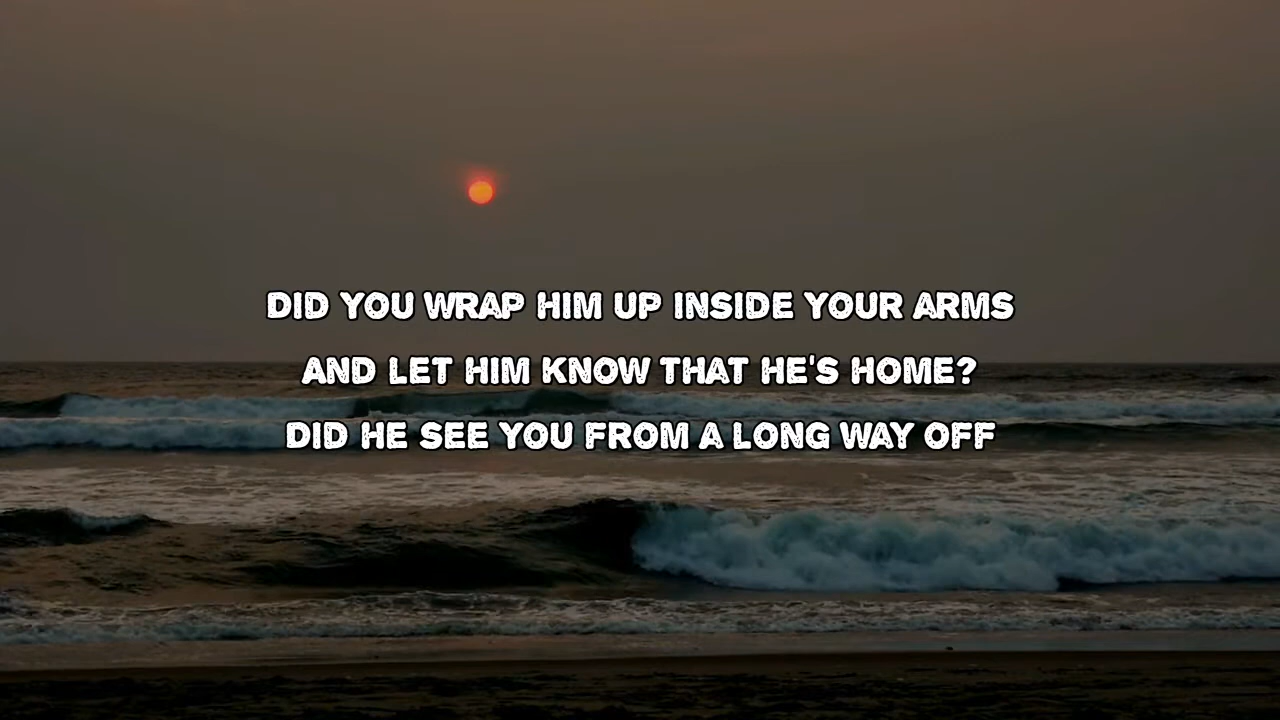 DID YOU WRAP HIM UP INSIDE YOUR ARMS
AND LET HIM KNOW THAT HE'S HOME?
DID HE SEE YOU FROM A LONG WAY OFF